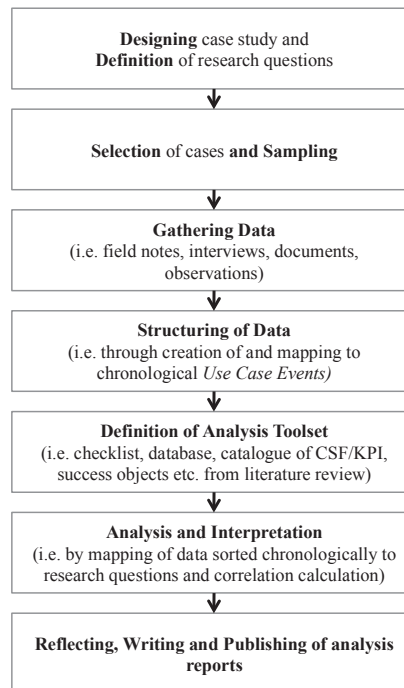 Designing case study and
Definition of research questions
Selection of cases and Sampling
Gathering Data
(i.e. field notes, interviews, documents,
observations)
Structuring of Data
(i.e. through creation of and mapping to
chronological Use Case Events)
Definition of Analysis Toolset
(i.e. checklist, database, catalogue of CSF/KPI,
success objects etc. from literature review)
Analysis and Interpretation
(i.e. by mapping of data sorted chronologically to
research questions and correlation calculation)
Reflecting, Writing and Publishing of analysis
reports